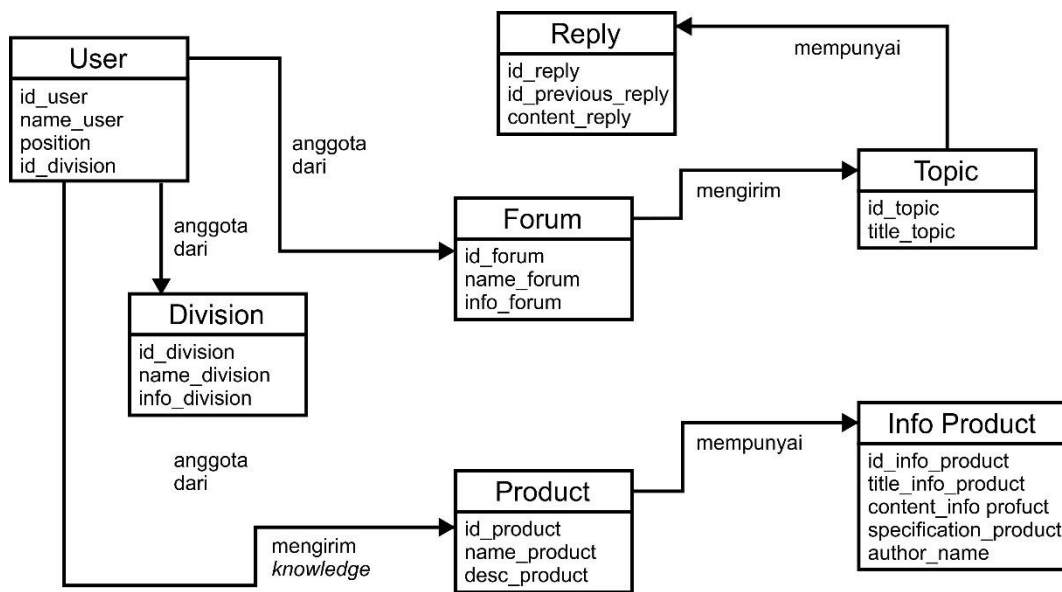 User
id_user
name_user
position
id_division
anggota
dari
Reply
id_reply
id_previous_reply
content_reply
mempunyai
Topic
id_topic
title_topic
mengirim
Forum
id_forum
name_forum
info_forum
anggota
dari
Division
id_division
name_division
info_division
anggota
dari
mengirim
knowledge
Product
id_product
name_product
desc_product
mempunyai
Info Product
id_info_product
title_info_product
content_info profuct
specification_product
author_name